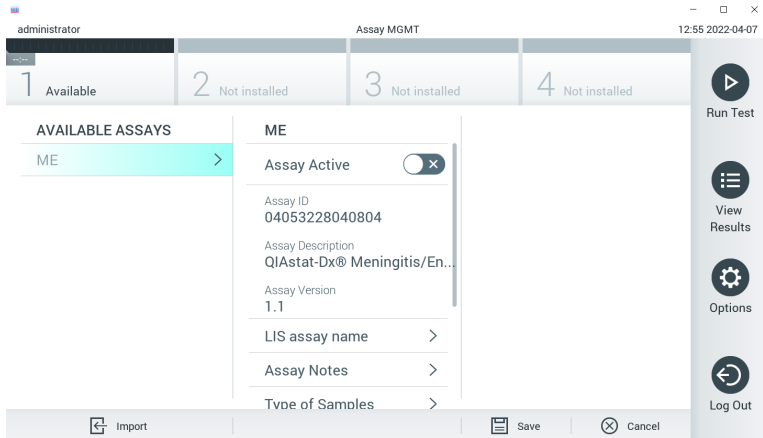 administrator
Assay MGMT
12:55 2022-04-07
--:--
1 Available
2 Not installed
3 Not installed
4 Not installed
Run Test
View
Results
Options
Log Out
AVAILABLE ASSAYS
ME
ME
Assay Active
Assay ID
04053228040804
Assay Description
QIAstat-Dx® Meningitis/En...
Assay Version
1.1
LIS assay name
Assay Notes
Type of Samples
Import
Save
Cancel